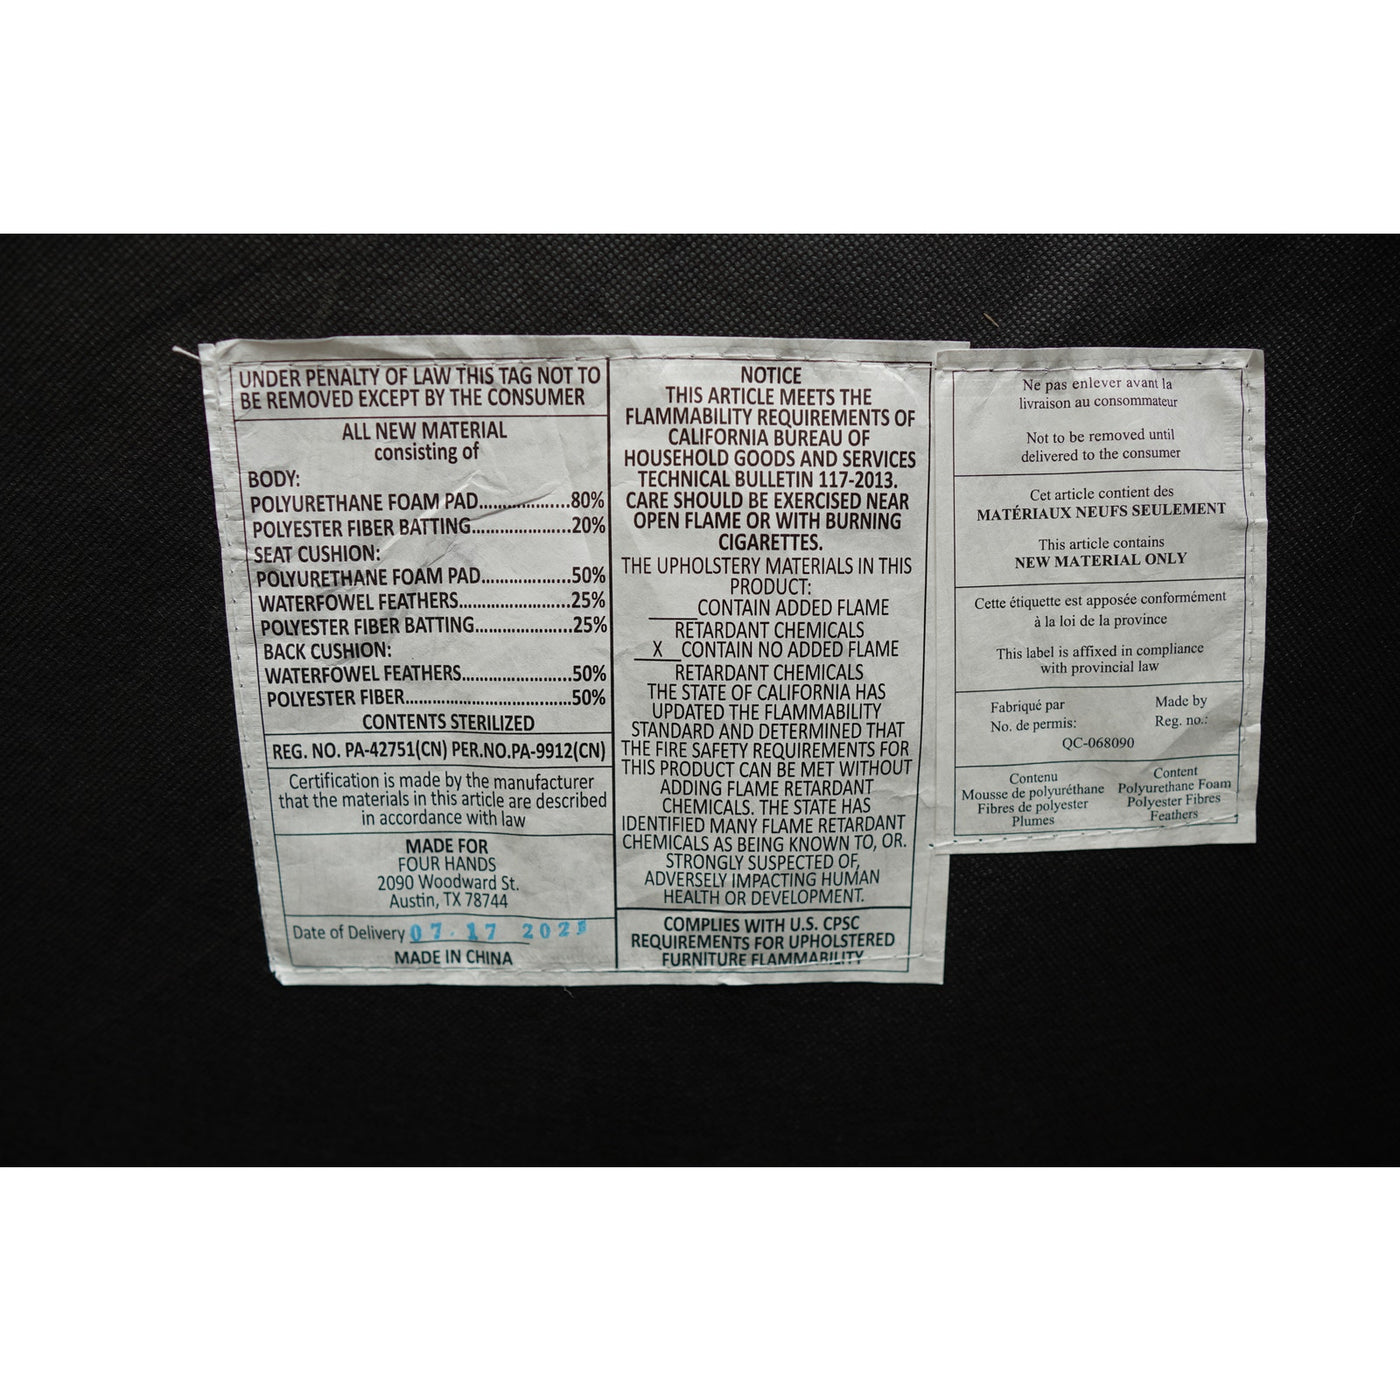 UNDER PENALTY OF LAW THIS TAG NOT TO
BE REMOVED EXCEPT BY THE CONSUMER
ALL NEW MATERIAL
consisting of
BODY:
POLYURETHANE FOAM PAD....................80%
POLYESTER FIBER BATTING......................20%
SEAT CUSHION:
POLYURETHANE FOAM PAD....................50%
WATERFOWEL FEATHERS........................25%
POLYESTER FIBER BATTING.....................25%
BACK CUSHION:
WATERFOWEL FEATHERS........................50%
POLYESTER FIBER....................................50%
CONTENTS STERILIZED
REG. NO. PA-42751(CN) PER.NO.PA-9912(CN)
Certification is made by the manufacturer
that the materials in this article are described
in accordance with law
MADE FOR
FOUR HANDS
2090 Woodward St.
Austin, TX 78744
Date of Delivery 07 17 2021
MADE IN CHINA
NOTICE
THIS ARTICLE MEETS THE
FLAMMABILITY REQUIREMENTS OF
CALIFORNIA BUREAU OF
HOUSEHOLD GOODS AND SERVICES
TECHNICAL BULLETIN 117-2013.
CARE SHOULD BE EXERCISED NEAR
OPEN FLAME OR WITH BURNING
CIGARETTES.
THE UPHOLSTERY MATERIALS IN THIS
PRODUCT:
_____CONTAIN ADDED FLAME
RETARDANT CHEMICALS
__X__CONTAIN NO ADDED FLAME
RETARDANT CHEMICALS
THE STATE OF CALIFORNIA HAS
UPDATED THE FLAMMABILITY
STANDARD AND DETERMINED THAT
THE FIRE SAFETY REQUIREMENTS FOR
THIS PRODUCT CAN BE MET WITHOUT
ADDING FLAME RETARDANT
CHEMICALS. THE STATE HAS
IDENTIFIED MANY FLAME RETARDANT
CHEMICALS AS BEING KNOWN TO, OR.
STRONGLY SUSPECTED OF,
ADVERSELY IMPACTING HUMAN
HEALTH OR DEVELOPMENT.
COMPLIES WITH U.S. CPSC
REQUIREMENTS FOR UPHOLSTERED
FURNITURE FLAMMABILITY
Ne pas enlever avant la
livraison au consommateur
Not to be removed until
delivered to the consumer
Cet article contient des
MATÉRIAUX NEUFS SEULEMENT
This article contains
NEW MATERIAL ONLY
Cette étiquette est apposée conformément
à la loi de la province
This label is affixed in compliance
with provincial law
Fabriqué par Made by
No. de permis: Reg. no.:
QC-068090
Contenu Content
Mousse de polyuréthane Polyurethane Foam
Fibres de polyester Polyester Fibres
Plumes Feathers